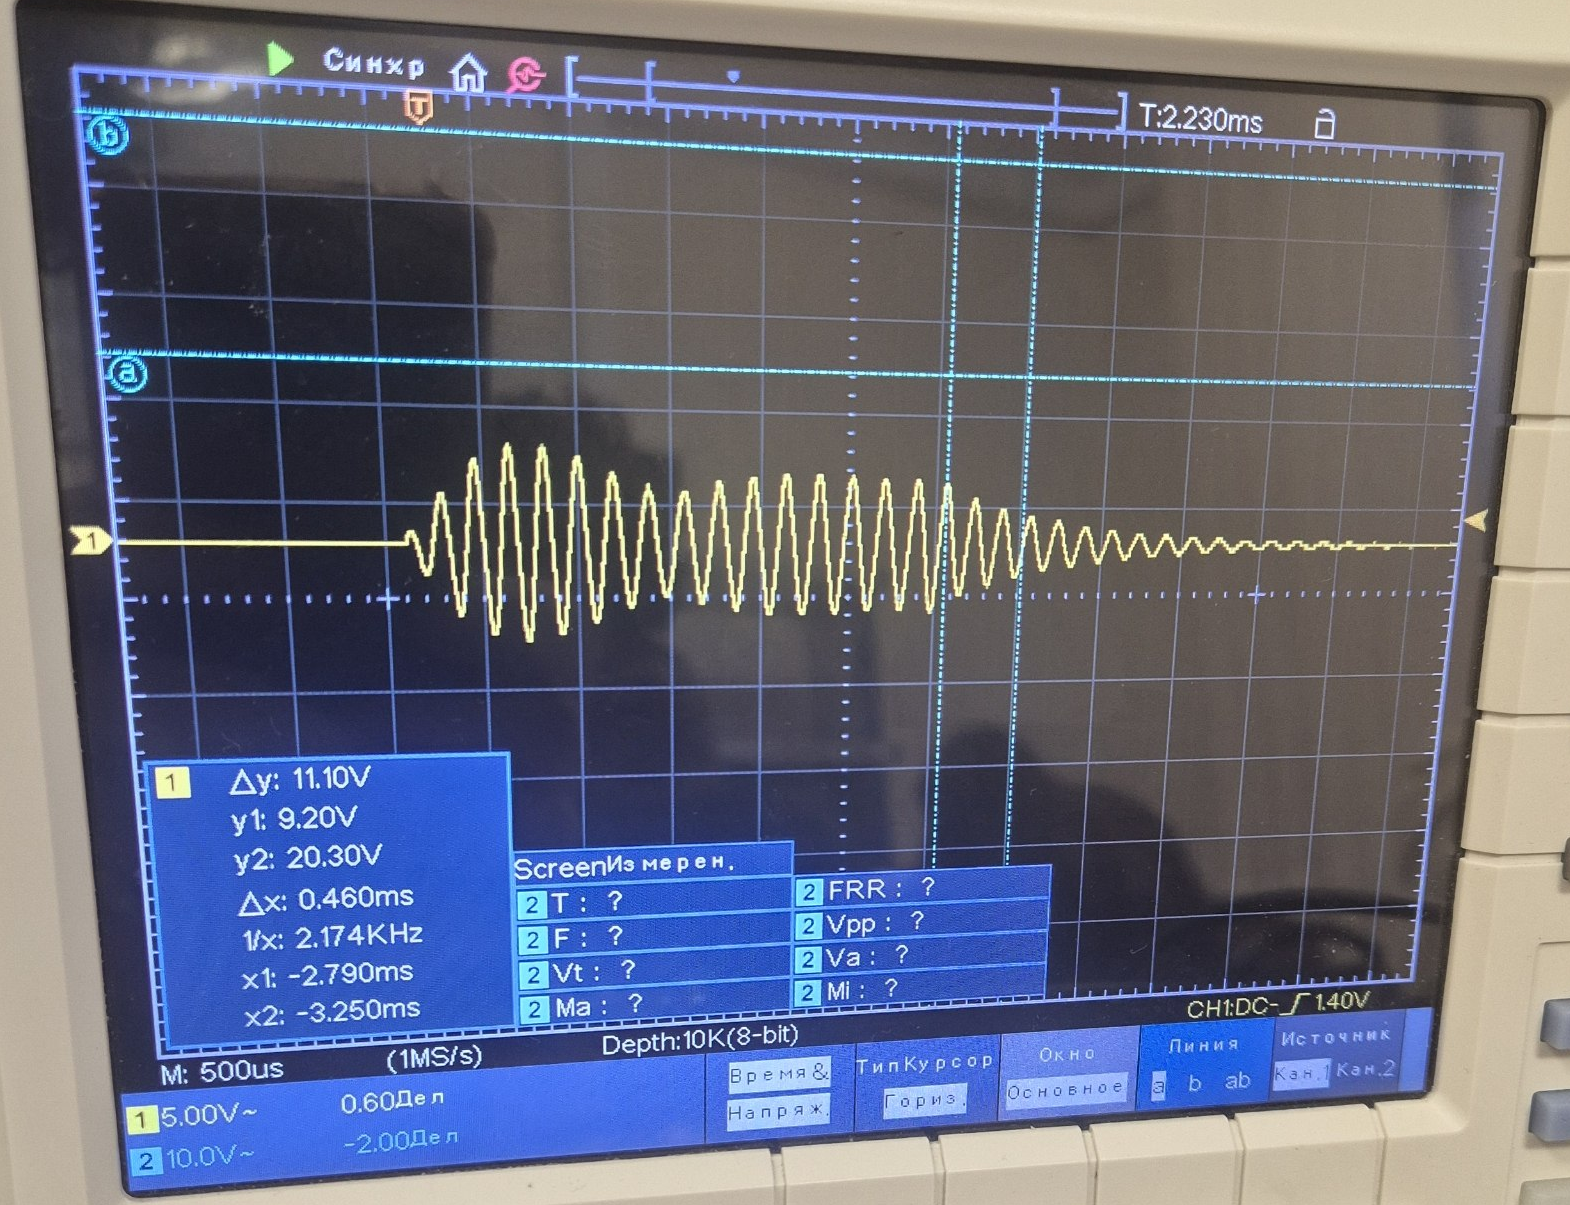 Синхр T:2.230ms
T
b
a
1
1
Δy: 11.10V
y1: 9.20V
y2: 20.30V
Δx: 0.460ms
1/x: 2.174KHz
x1: -2.790ms
x2: -3.250ms
ScreenИзмерен.
2 T : ? 2 FRR : ?
2 F : ? 2 Vpp : ?
2 Vt : ? 2 Va : ?
2 Ma : ? 2 Mi : ?
CH1:DC- 1.40V
M: 500us (1MS/s) Depth:10K(8-bit)
1 5.00V~ 0.60Дел
2 10.0V~ -2.00Дел
Время&
Напряж.
ТипКурсор
Гориз.
Окно
Основное
Линия
a b ab
Источник
Кан.1 Кан.2